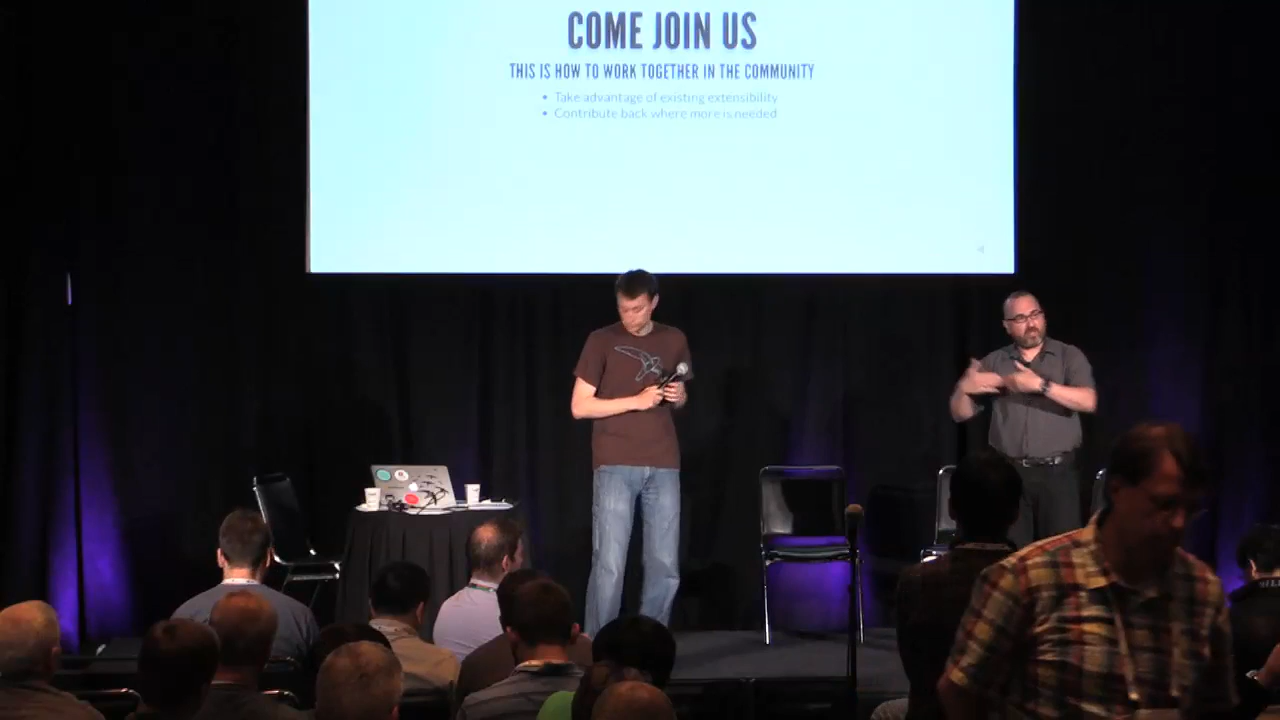 COME JOIN US
THIS IS HOW TO WORK TOGETHER IN THE COMMUNITY
• Take advantage of existing extensibility
• Contribute back where more is needed